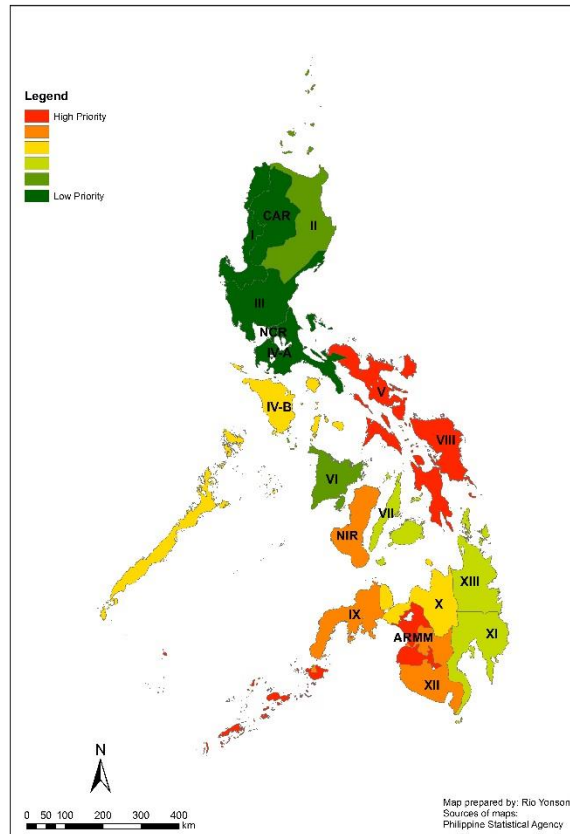 Legend
High Priority
Low Priority
CAR
I
II
III
NCR
IV-A
IV-B
V
VIII
VI
VII
NIR
XIII
X
IX
ARMM
XI
XII
N
0 50 100 200 300 400
km
Map prepared by: Rio Yonson
Sources of maps:
Philippine Statistical Agency